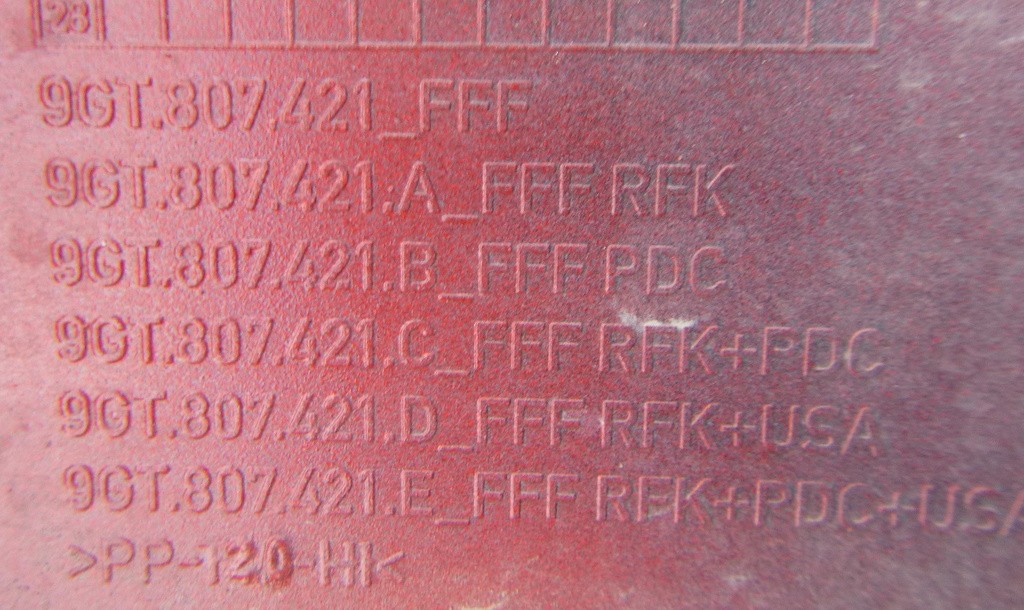 28
9GT.807.421_FFF
9GT.807.421.A_FFF RFK
9GT.807.421.B_FFF PDC
9GT.807.421.C_FFF RFK+PDC
9GT.807.421.D_FFF RFK+USA
9GT.807.421.E_FFF RFK+PDC+USA
>PP-T20-HI<